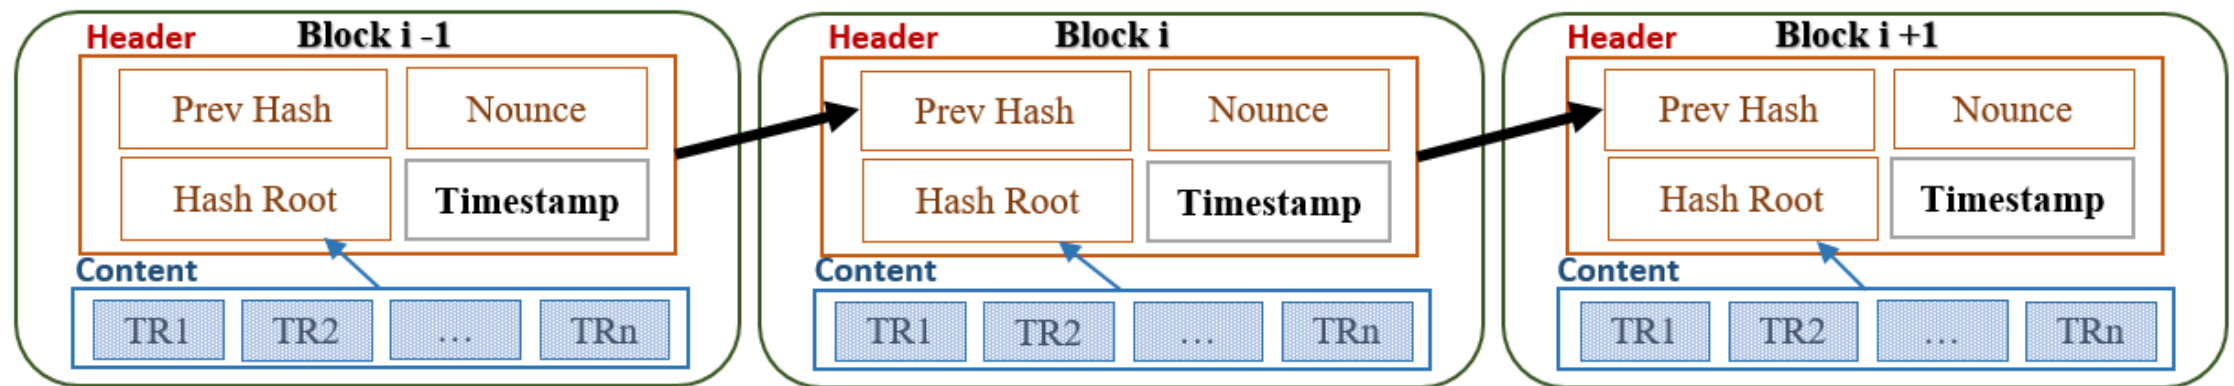 Header Block i -1
Prev Hash Nounce
Hash Root Timestamp
Content
TR1 TR2 ... TRn
Header Block i
Prev Hash Nounce
Hash Root Timestamp
Content
TR1 TR2 ... TRn
Header Block i +1
Prev Hash Nounce
Hash Root Timestamp
Content
TR1 TR2 ... TRn